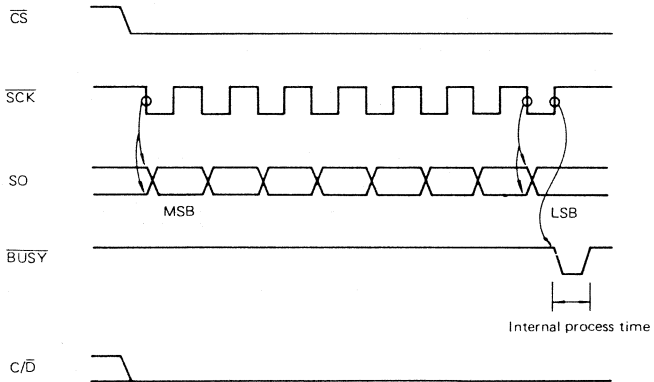 CS
SCK
SO
MSB
LSB
BUSY
Internal process time
C/D